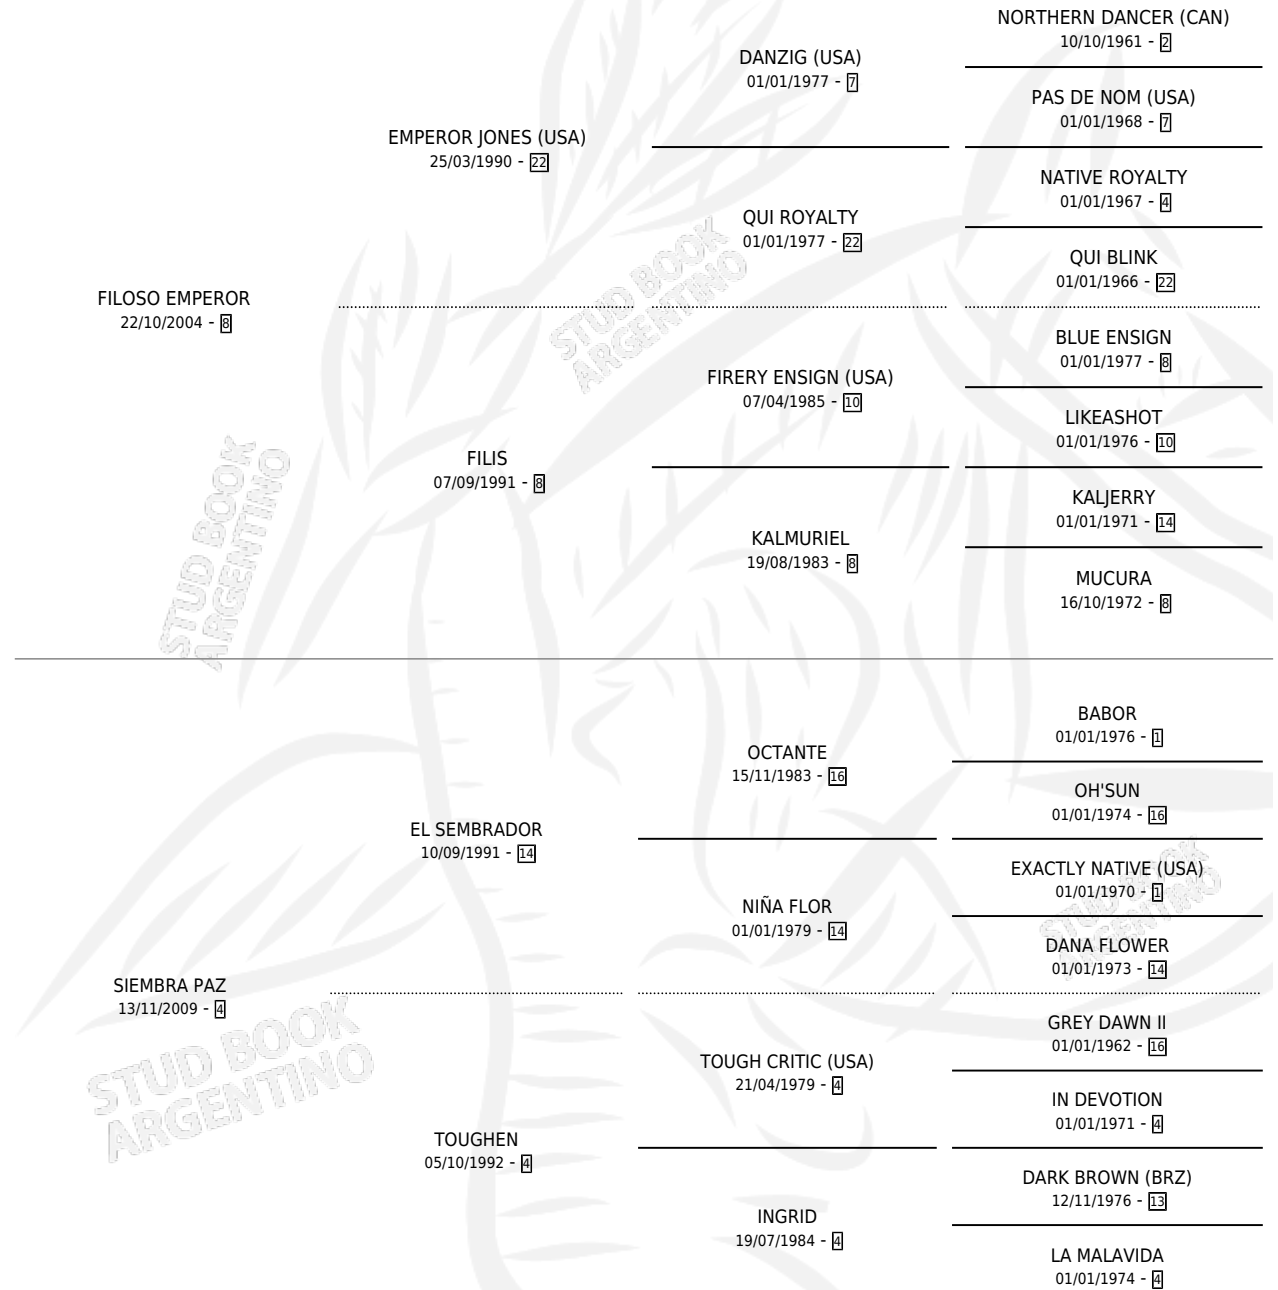 NORTHERN DANCER (CAN)
10/10/1961 - 2
DANZIG (USA)
01/01/1977 - 7
PAS DE NOM (USA)
01/01/1968 - 7
EMPEROR JONES (USA)
25/03/1990 - 22
NATIVE ROYALTY
01/01/1967 - 4
QUI ROYALTY
01/01/1977 - 22
QUI BLINK
01/01/1966 - 22
FILOSO EMPEROR
22/10/2004 - 8
BLUE ENSIGN
01/01/1977 - 8
FIRERY ENSIGN (USA)
07/04/1985 - 10
LIKEASHOT
01/01/1976 - 10
FILIS
07/09/1991 - 8
KALJERRY
01/01/1971 - 14
KALMURIEL
19/08/1983 - 8
MUCURA
16/10/1972 - 8
STUD BOOK
ARGENTINO
STUD BOOK
ARGENTINO
BABOR
01/01/1976 - 1
OCTANTE
15/11/1983 - 16
OH'SUN
01/01/1974 - 16
EL SEMBRADOR
10/09/1991 - 14
EXACTLY NATIVE (USA)
01/01/1970 - 1
NIÑA FLOR
01/01/1979 - 14
DANA FLOWER
01/01/1973 - 14
SIEMBRA PAZ
13/11/2009 - 4
GREY DAWN II
01/01/1962 - 16
TOUGH CRITIC (USA)
21/04/1979 - 4
IN DEVOTION
01/01/1971 - 4
TOUGHEN
05/10/1992 - 4
DARK BROWN (BRZ)
12/11/1976 - 13
INGRID
19/07/1984 - 4
LA MALAVIDA
01/01/1974 - 4
STUD BOOK
ARGENTINO
STUD BOOK
ARGENTINO